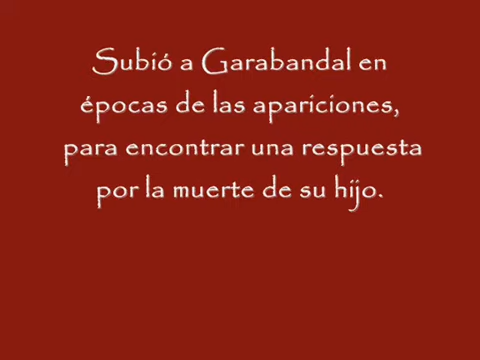 Subió a Garabandal en
épocas de las apariciones,
para encontrar una respuesta
por la muerte de su hijo.